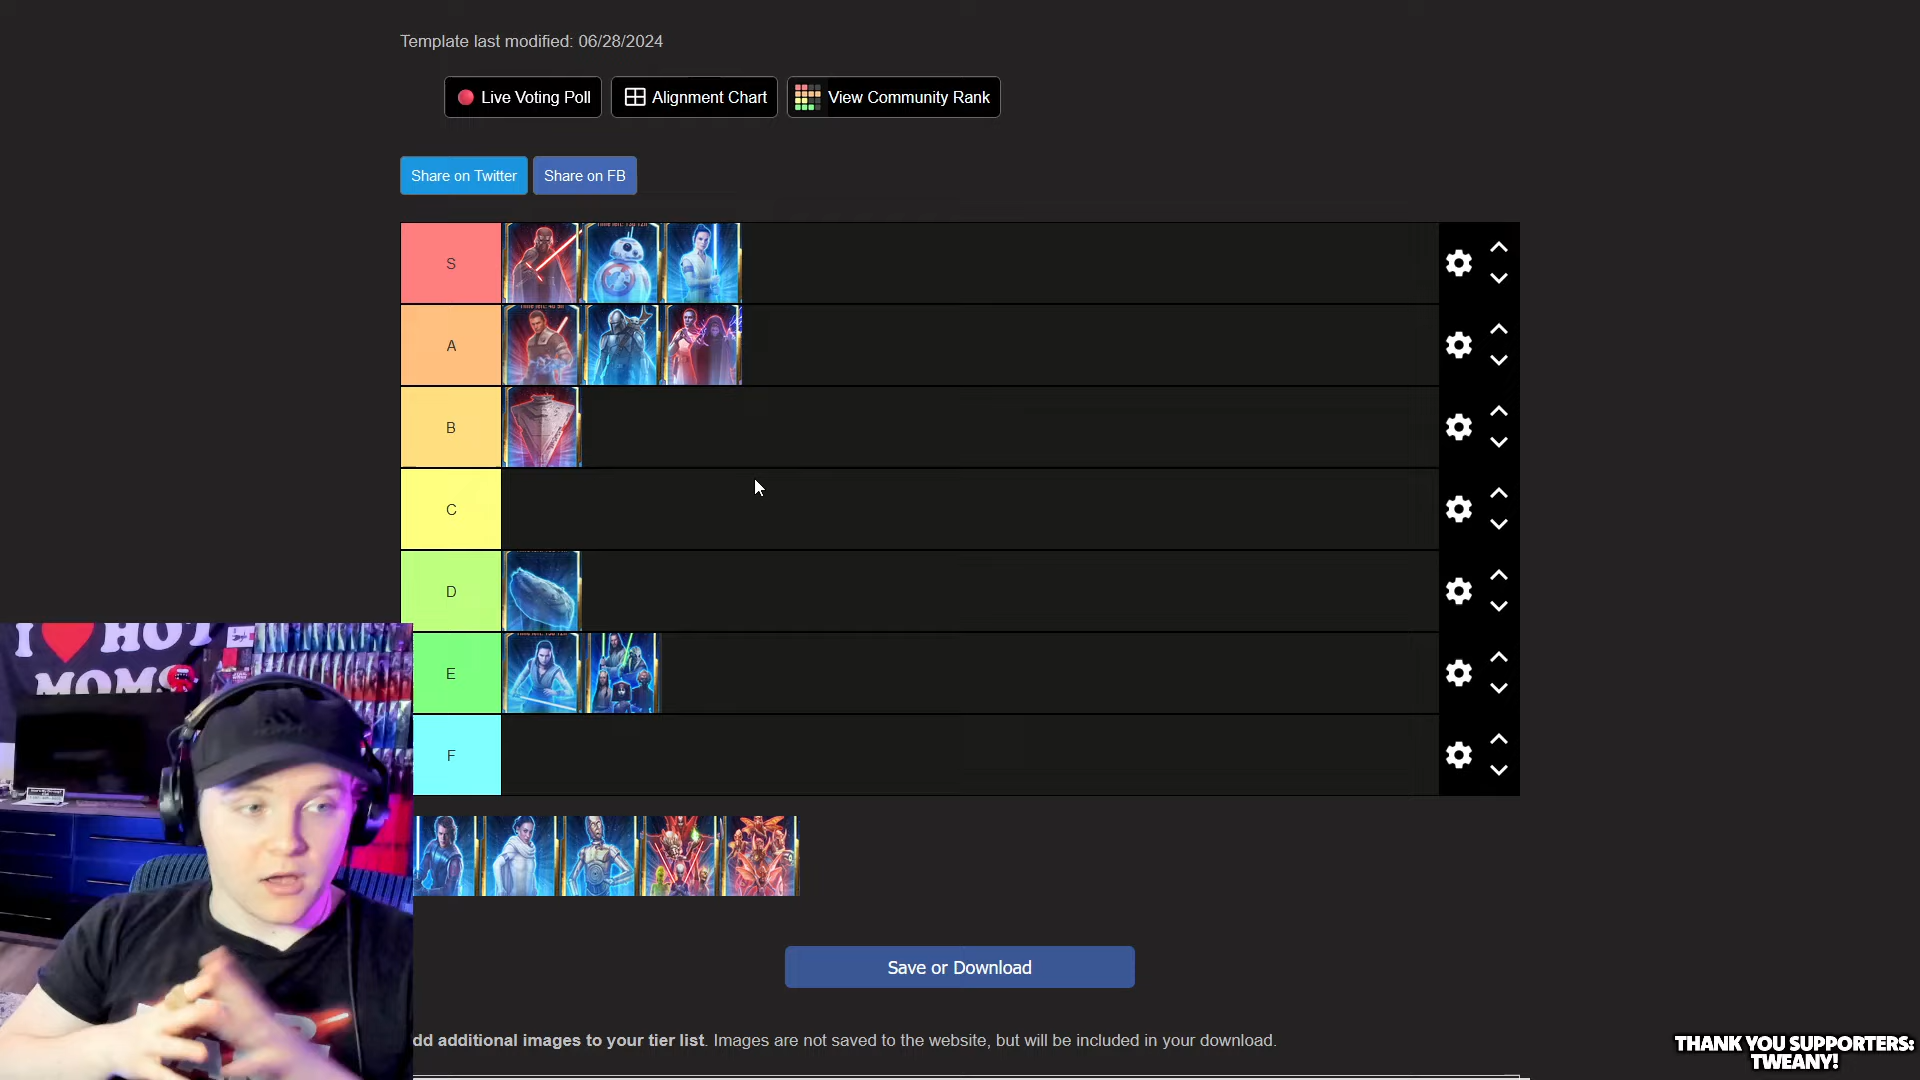 Template last modified: 06/28/2024
Live Voting Poll
Alignment Chart
View Community Rank
Share on Twitter
Share on FB
S
A
B
C
D
E
F
I HOT
MOMS
Save or Download
dd additional images to your tier list. Images are not saved to the website, but will be included in your download.
THANK YOU SUPPORTERS:
TWEANY!